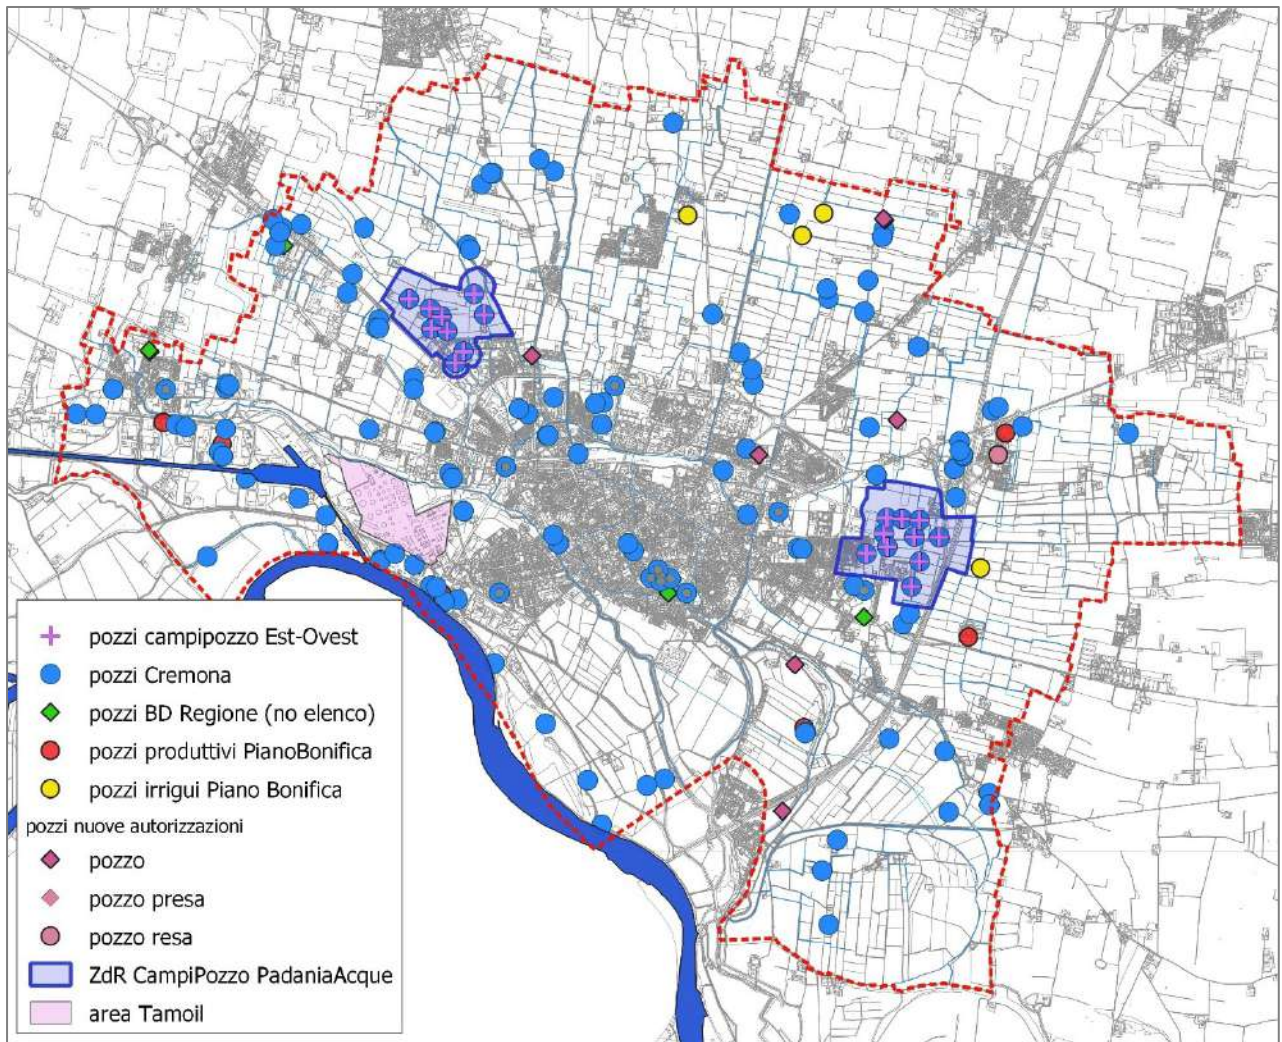 pozzi campipozzo Est-Ovest
pozzi Cremona
pozzi BD Regione (no elenco)
pozzi produttivi PianoBonifica
pozzi irrigui Piano Bonifica
pozzi nuove autorizzazioni
pozzo
pozzo presa
pozzo resa
ZdR CampiPozzo PadaniaAcque
area Tamoil